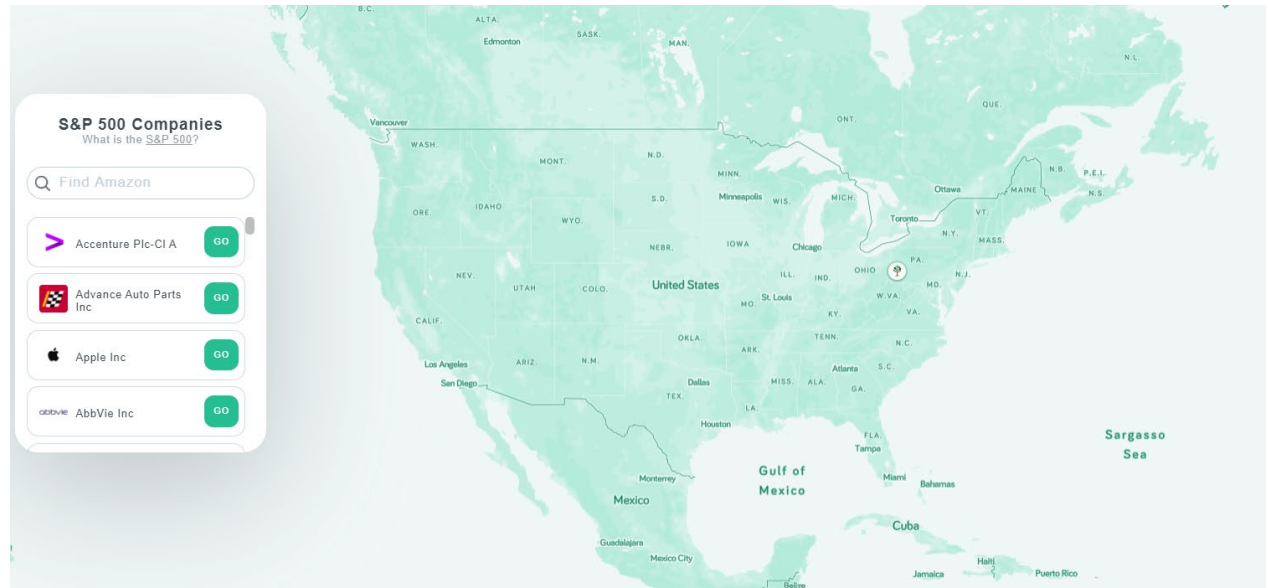 S&P 500 Companies
What is the S&P 500?
Find Amazon
Accenture Plc-Cl A
GO
Advance Auto Parts
Inc
GO
Apple Inc
GO
abbvie
AbbVie Inc
GO
B.C.
ALTA.
Edmonton
SASK.
MAN.
N.L.
ONT.
QUE.
Vancouver
WASH.
MONT.
N.D.
MINN.
Ottawa
MAINE
N.B.
P.E.I.
N.S.
ORE.
IDAHO
WYO.
S.D.
Minneapolis
WIS.
MICH.
Toronto
VT.
N.Y.
MASS.
NEBR.
IOWA
Chicago
PA.
NEV.
UTAH
COLO.
United States
ILL.
IND.
OHIO
N.J.
MD.
MO.
St. Louis
W.VA.
VA.
KY.
CALIF.
OKLA.
TENN.
N.C.
ARK.
Los Angeles
ARIZ.
N.M.
Atlanta
S.C.
San Diego
Dallas
MISS.
ALA.
GA.
TEX.
LA.
Houston
FLA.
Tampa
Sargasso
Sea
Gulf of
Mexico
Monterrey
Miami
Bahamas
Mexico
Cuba
Guadalajara
Mexico City
Haiti
Jamaica
Puerto Rico
Belize